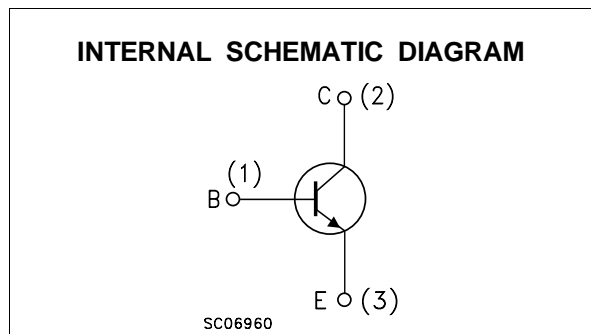 INTERNAL SCHEMATIC DIAGRAM
C (2)
(1)
B
E (3)
SC06960